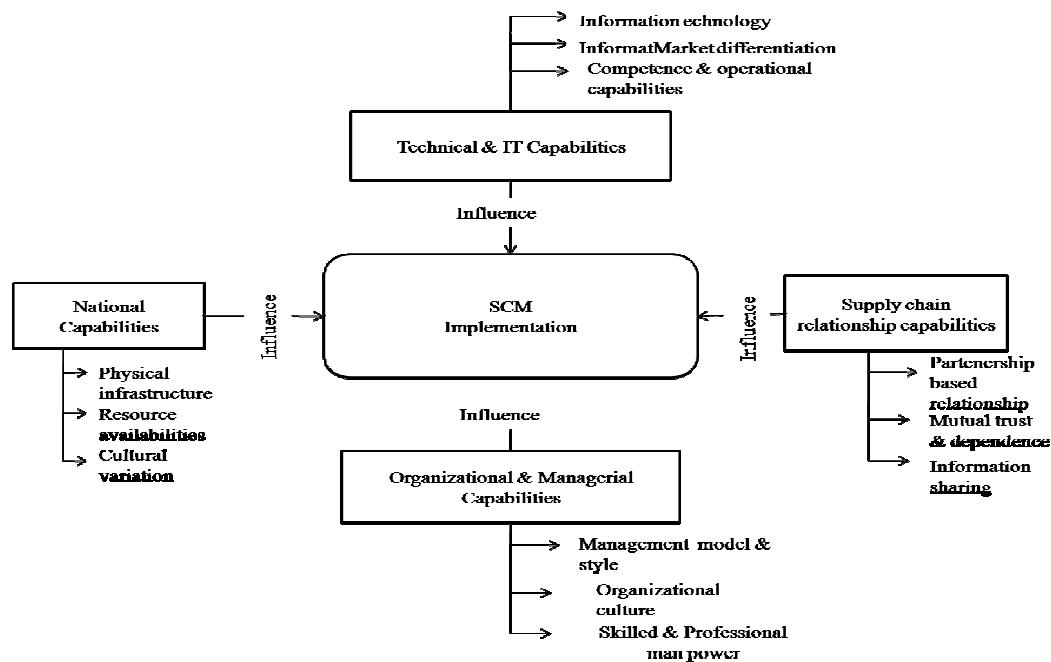 Information echnology
InformatMarket differentiation
Competence & operational
capabilities
Technical & IT Capabilities
Influence
National
Capabilities
Influence
SCM
Implementation
Influence
Supply chain
relationship capabilities
Physical
infrastructure
Resource
availabilities
Cultural
variation
Partenership
based
relationship
Mutual trust
& dependence
Information
sharing
Influence
Organizational & Managerial
Capabilities
Management model &
style
Organizational
culture
Skilled & Professional
man power